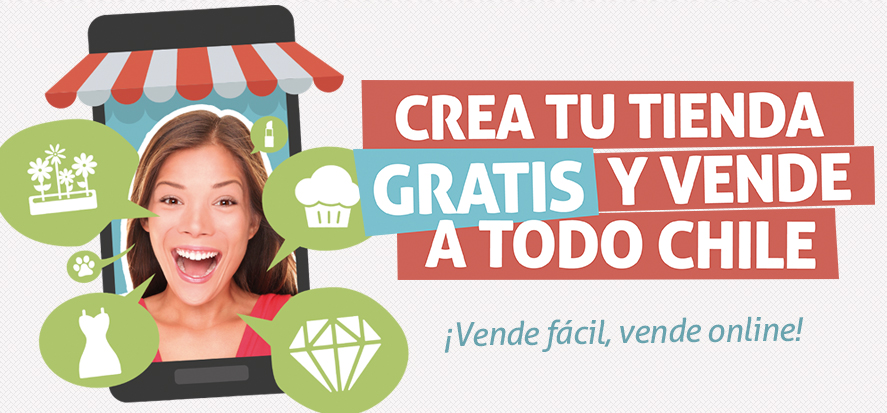 CREA TU TIENDA
GRATIS Y VENDE
A TODO CHILE
¡Vende fácil, vende online!